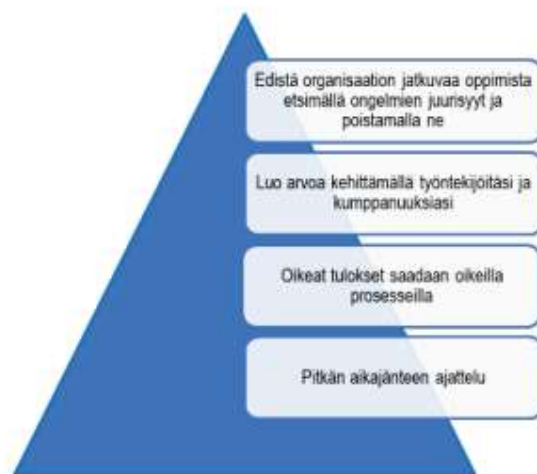 Edistä organisaation jatkuvaa oppimista
etsimällä ongelmien juurisyyt ja
poistamalla ne
Luo arvoa kehittämällä työntekijöitäsi ja
kumppanuuksiasi
Oikeat tulokset saadaan oikeilla
prosesseilla
Pitkän aikajänteen ajattelu